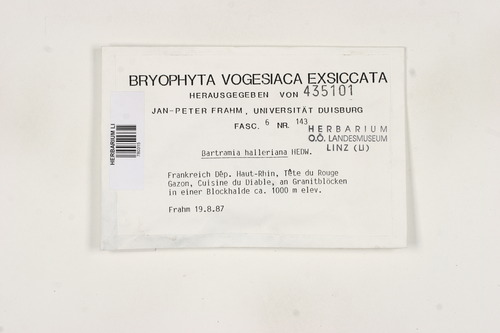 BRYOPHYTA VOGESIACA EXSICCATA
HERAUSGEGEBEN VON 435101
JAN-PETER FRAHM, UNIVERSITÄT DUISBURG
FASC. 6 NR. 143
HERBARIUM
O.Ö. LANDESMUSEUM
LINZ (LI)
Bartramia halleriana HEDW.
Frankreich Dêp. Haut-Rhin, Tête du Rouge
Gazon, Cuisine du Diable, an Granitblöcken
in einer Blockhalde ca. 1000 m elev.
Frahm 19.8.87
HERBARIUM LI